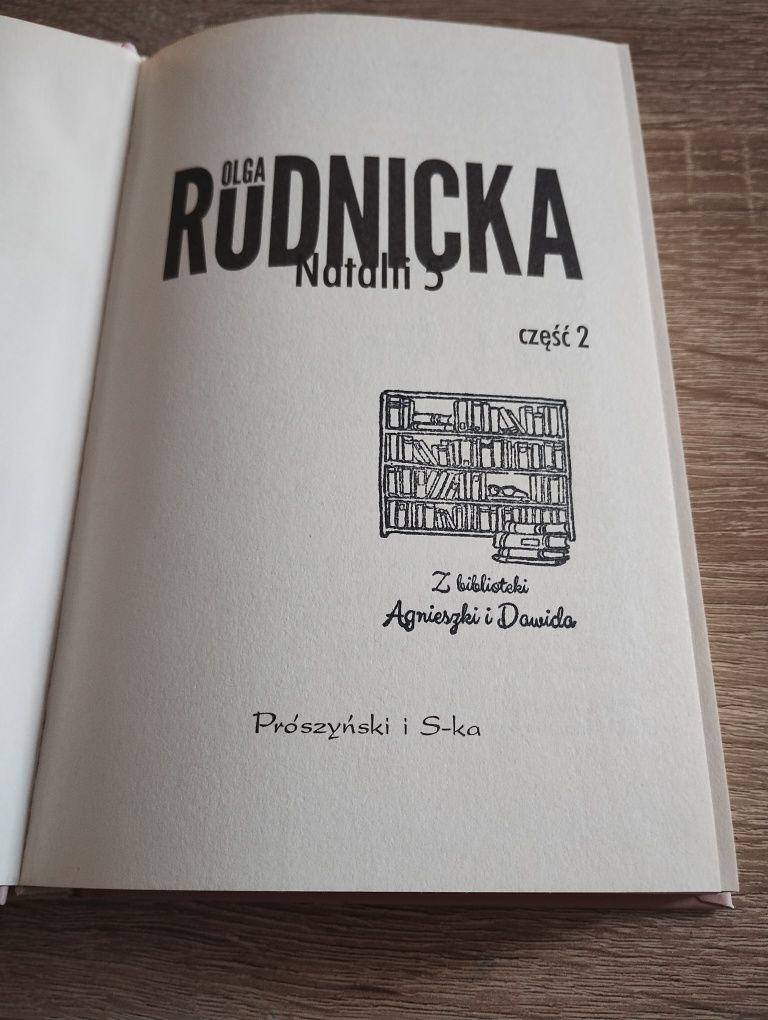 OLGA
RUDNICKA
Natalii 5
część 2
Z biblioteki
Agnieszki i Dawida
Prószyński i S-ka